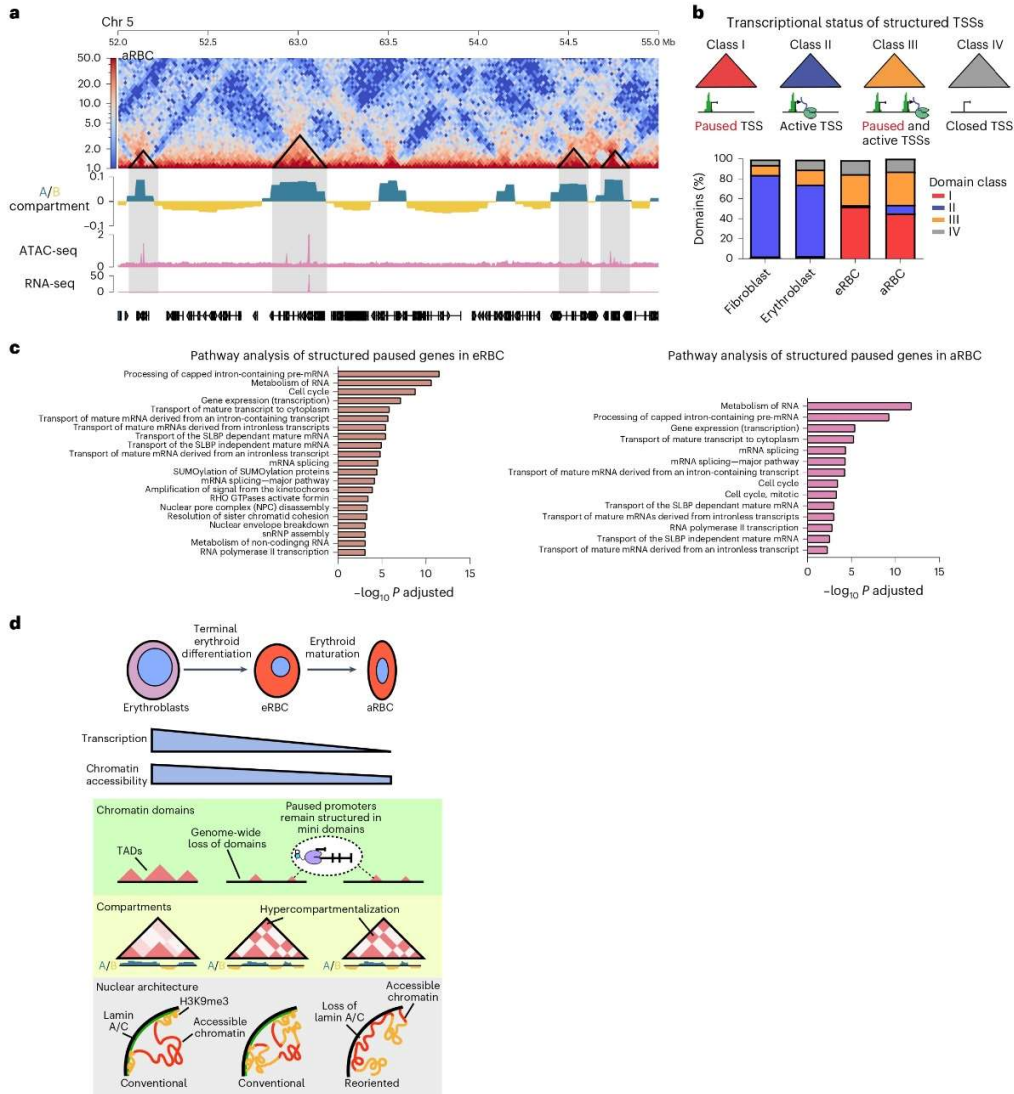 a
Chr 5
52.0 52.5 63.0 63.5 54.0 54.5 55.0 Mb
aRBC
50.0
20.0
10.0
5.0
2.0
1.0
A/B
compartment
0.1
0
−0.1
ATAC-seq
2
0
RNA-seq
50
0
b
Transcriptional status of structured TSSs
Class I Class II Class III Class IV
Paused TSS Active TSS Paused and
active TSSs
Closed TSS
Domains (%)
100
80
60
40
20
0
Fibroblast Erythroblast eRBC aRBC
Domain class
I
II
III
IV
c
Pathway analysis of structured paused genes in eRBC
Processing of capped intron-containing pre-mRNA
Metabolism of RNA
Cell cycle
Gene expression (transcription)
Transport of mature transcript to cytoplasm
Transport of mature mRNA derived from an intron-containing transcript
Transport of mature mRNAs derived from intronless transcripts
Transport of the SLBP dependant mature mRNA
Transport of the SLBP independent mature mRNA
Transport of mature mRNA derived from an intronless transcript
mRNA splicing
SUMOylation of SUMOylation proteins
mRNA splicing—major pathway
Amplification of signal from the kinetochores
RHO GTPases activate formin
Nuclear pore complex (NPC) disassembly
Resolution of sister chromatid cohesion
Nuclear envelope breakdown
snRNP assembly
Metabolism of non-codingng RNA
RNA polymerase II transcription
0 5 10 15
−log10 P adjusted
Pathway analysis of structured paused genes in aRBC
Metabolism of RNA
Processing of capped intron-containing pre-mRNA
Gene expression (transcription)
Transport of mature transcript to cytoplasm
mRNA splicing
mRNA splicing—major pathway
Transport of mature mRNA derived from an intron-containing transcript
Cell cycle
Cell cycle, mitotic
Transport of the SLBP dependant mature mRNA
Transport of mature mRNAs derived from intronless transcripts
RNA polymerase II transcription
Transport of the SLBP independent mature mRNA
Transport of mature mRNA derived from an intronless transcript
0 5 10 15
−log10 P adjusted
d
Terminal
erythroid
differentiation
Erythroid
maturation
Erythroblasts eRBC aRBC
Transcription
Chromatin
accessibility
Chromatin domains
TADs
Genome-wide
loss of domains
Paused promoters
remain structured in
mini domains
Compartments
Hypercompartmentalization
A/B A/B A/B
Nuclear architecture
Lamin
A/C
H3K9me3
Accessible
chromatin
Loss of
lamin A/C
Accessible
chromatin
Conventional Conventional Reoriented